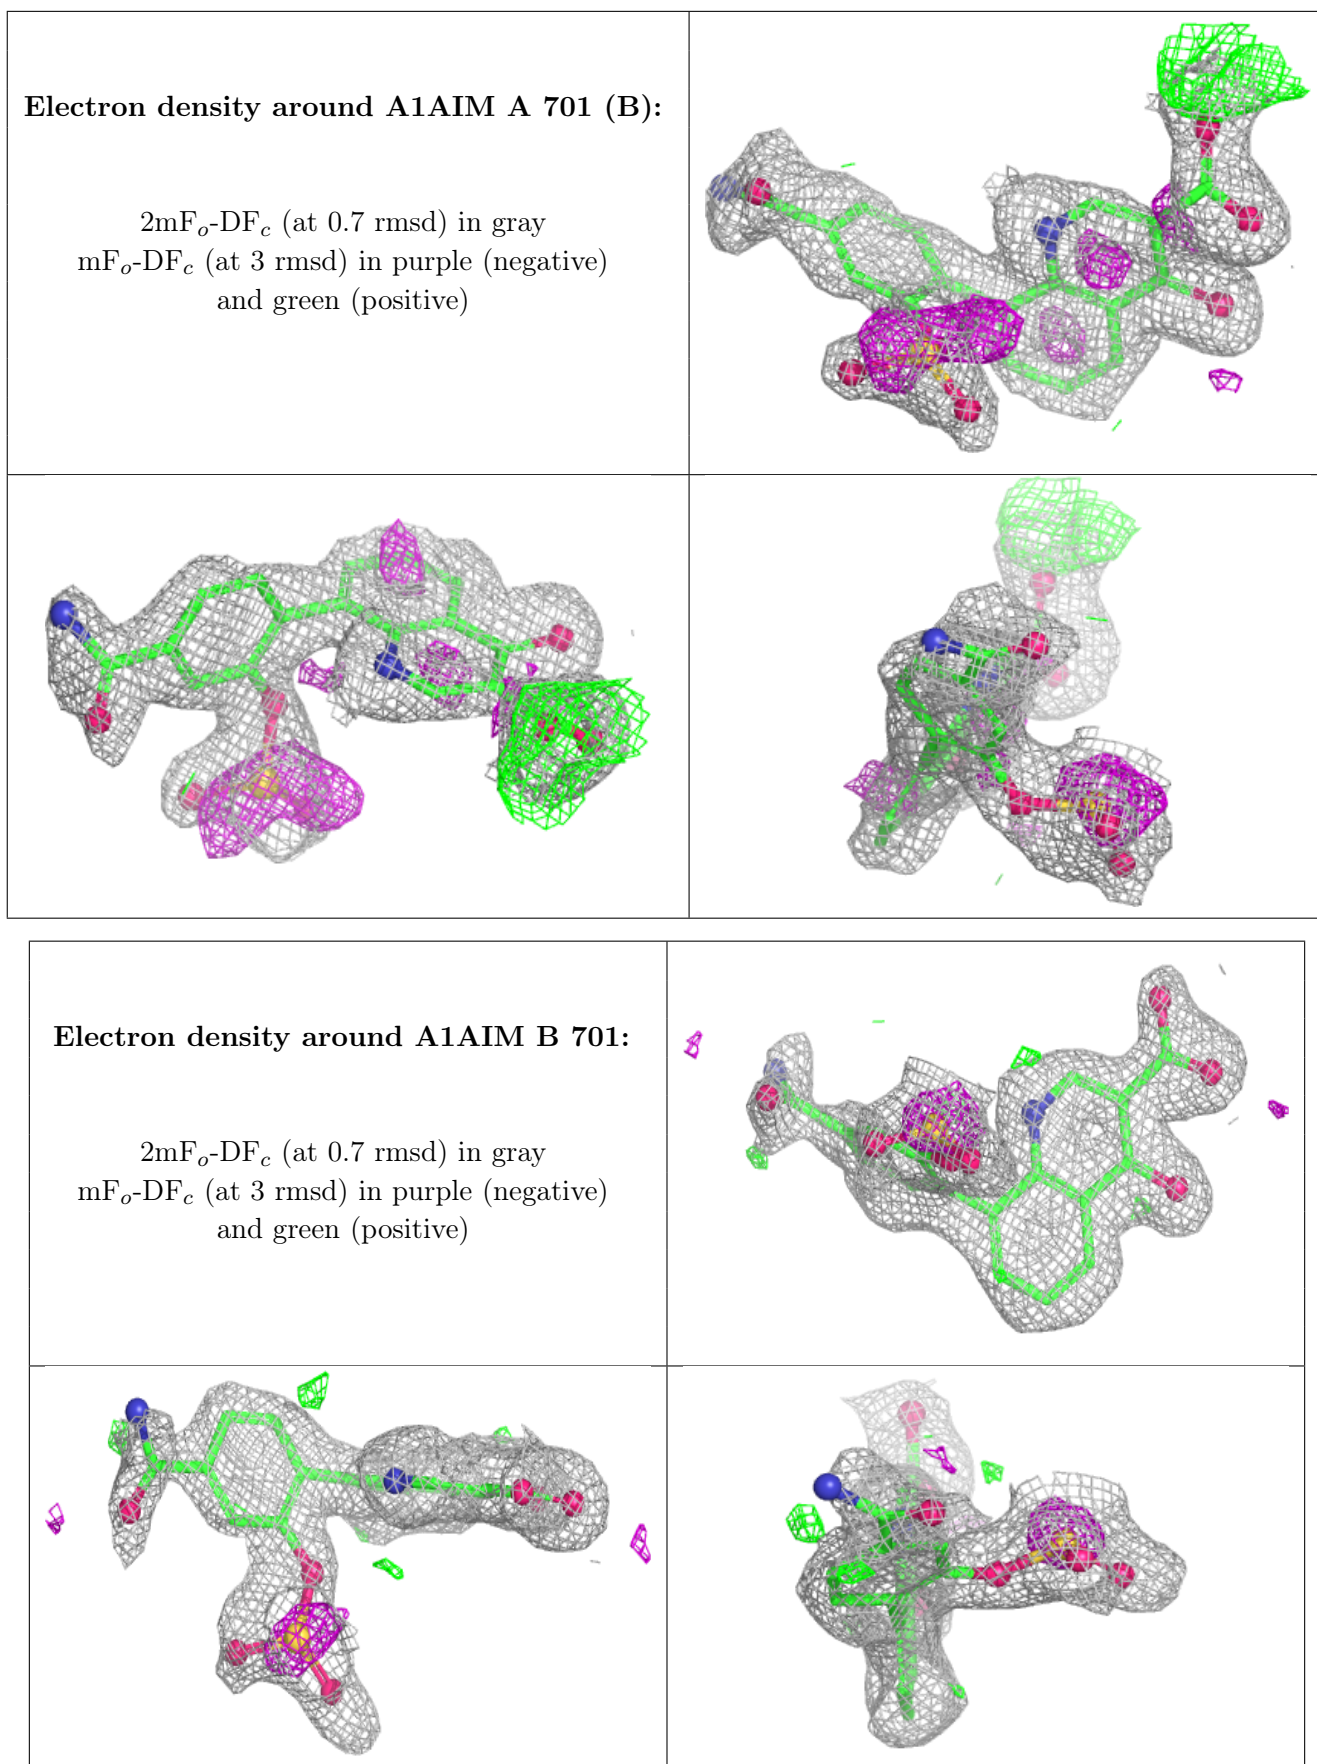 Electron density around A1AIM A 701 (B):
2mFo-DFc (at 0.7 rmsd) in gray
mFo-DFc (at 3 rmsd) in purple (negative)
and green (positive)
Electron density around A1AIM B 701:
2mFo-DFc (at 0.7 rmsd) in gray
mFo-DFc (at 3 rmsd) in purple (negative)
and green (positive)